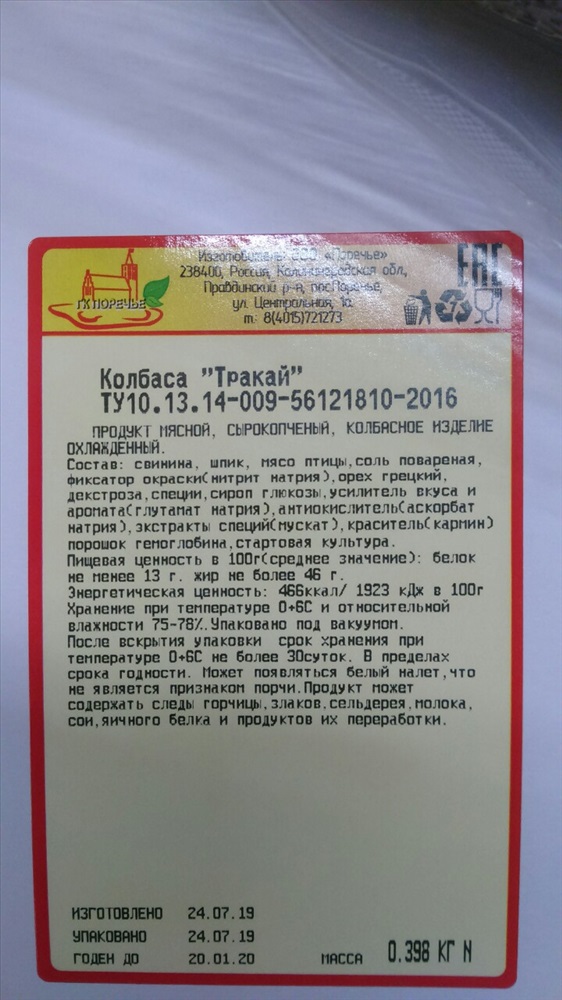 ГК ПОРЕЧЬЕ
Изготовитель: ООО «Поречье»
238400, Россия, Калининградская обл.,
Правдинский р-н, пос.Поречье,
ул. Центральная, 1а
т. 8(4015)721273
EAC
Колбаса "Тракай"
ТУ10.13.14-009-56121810-2016
ПРОДУКТ МЯСНОЙ, СЫРОКОПЧЕНЫЙ, КОЛБАСНОЕ ИЗДЕЛИЕ
ОХЛАЖДЕННЫЙ.
Состав: свинина, шпик, мясо птицы,соль повареная,
фиксатор окраски(нитрит натрия),орех грецкий,
декстроза,специи,сироп глюкозы,усилитель вкуса и
аромата(глутамат натрия),антиокислитель(аскорбат
натрия),экстракты специй(мускат),краситель(кармин)
порошок гемоглобина,стартовая культура.
Пищевая ценность в 100г(среднее значение): белок
не менее 13 г. жир не более 46 г.
Энергетическая ценность: 466ккал/ 1923 кДж в 100г
Хранение при температуре 0+6С и относительной
влажности 75-78%.Упаковано под вакуумом.
После вскрытия упаковки срок хранения при
температуре 0+6С не более 30суток. В пределах
срока годности. Может появляться белый налет,что
не является признаком порчи.Продукт может
содержать следы горчицы,злаков,сельдерея,молока,
сои,яичного белка и продуктов их переработки.
ИЗГОТОВЛЕНО 24.07.19
УПАКОВАНО 24.07.19
ГОДЕН ДО 20.01.20
МАССА 0.398 КГ N